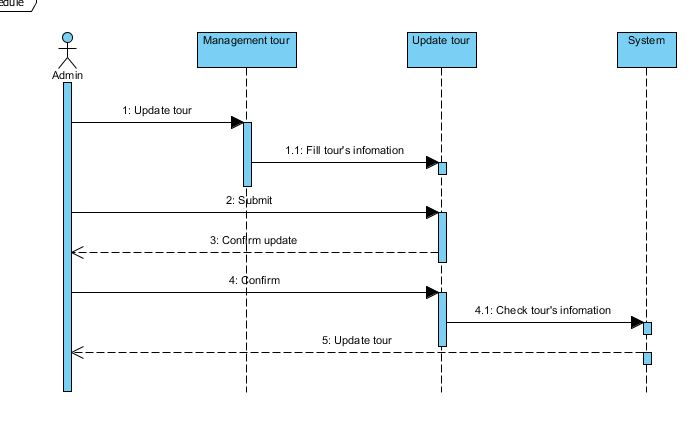 Management tour
Update tour
System
Admin
1: Update tour
1.1: Fill tour's infomation
2: Submit
3: Confirm update
4: Confirm
4.1: Check tour's infomation
5: Update tour